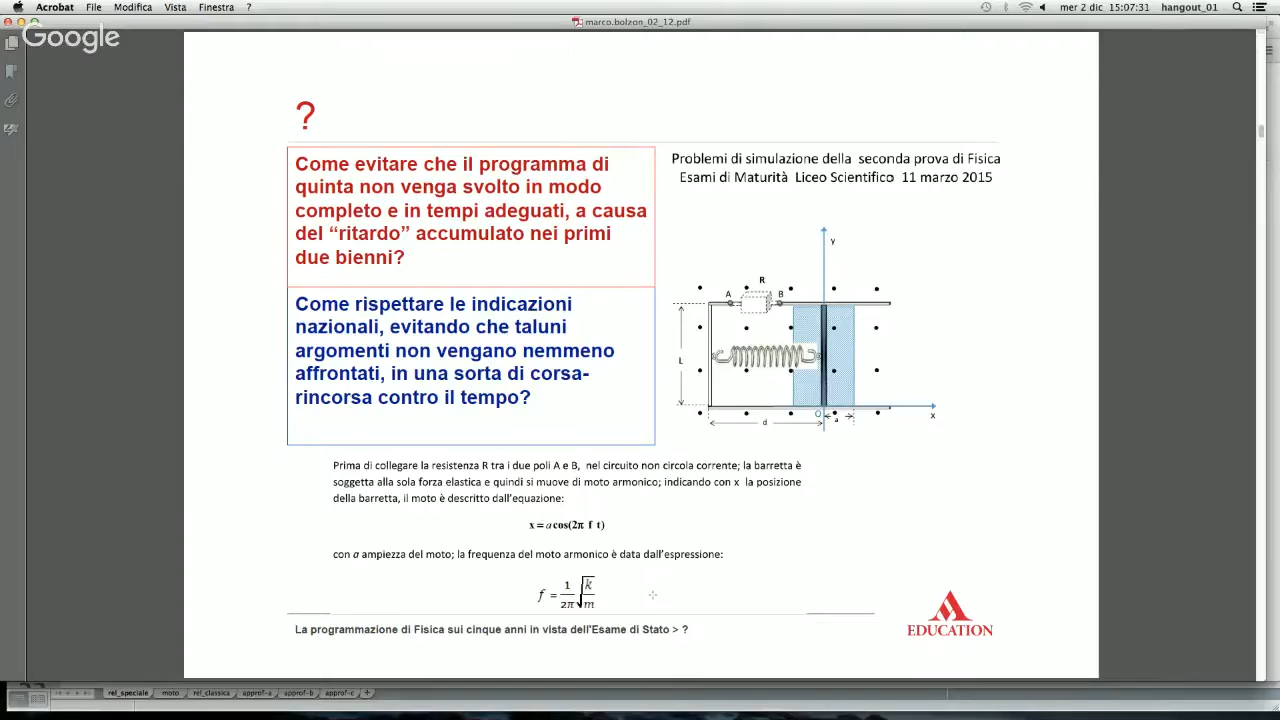 Acrobat File Modifica Vista Finestra ?
mer 2 dic 15:07:31 hangout_01
marco.bolzon_02_12.pdf
Google
?
Come evitare che il programma di
quinta non venga svolto in modo
completo e in tempi adeguati, a causa
del “ritardo” accumulato nei primi
due bienni?
Come rispettare le indicazioni
nazionali, evitando che taluni
argomenti non vengano nemmeno
affrontati, in una sorta di corsa-
rincorsa contro il tempo?
Problemi di simulazione della seconda prova di Fisica
Esami di Maturità Liceo Scientifico 11 marzo 2015
y
R
A B
L
O a
d
x
Prima di collegare la resistenza R tra i due poli A e B, nel circuito non circola corrente; la barretta è
soggetta alla sola forza elastica e quindi si muove di moto armonico; indicando con x la posizione
della barretta, il moto è descritto dall'equazione:
x = a cos(2π f t)
con a ampiezza del moto; la frequenza del moto armonico è data dall'espressione:
f = 1/2π √k/m
La programmazione di Fisica sui cinque anni in vista dell'Esame di Stato > ?
EDUCATION
rel_speciale moto rel_classica approf-a approf-b approf-c +